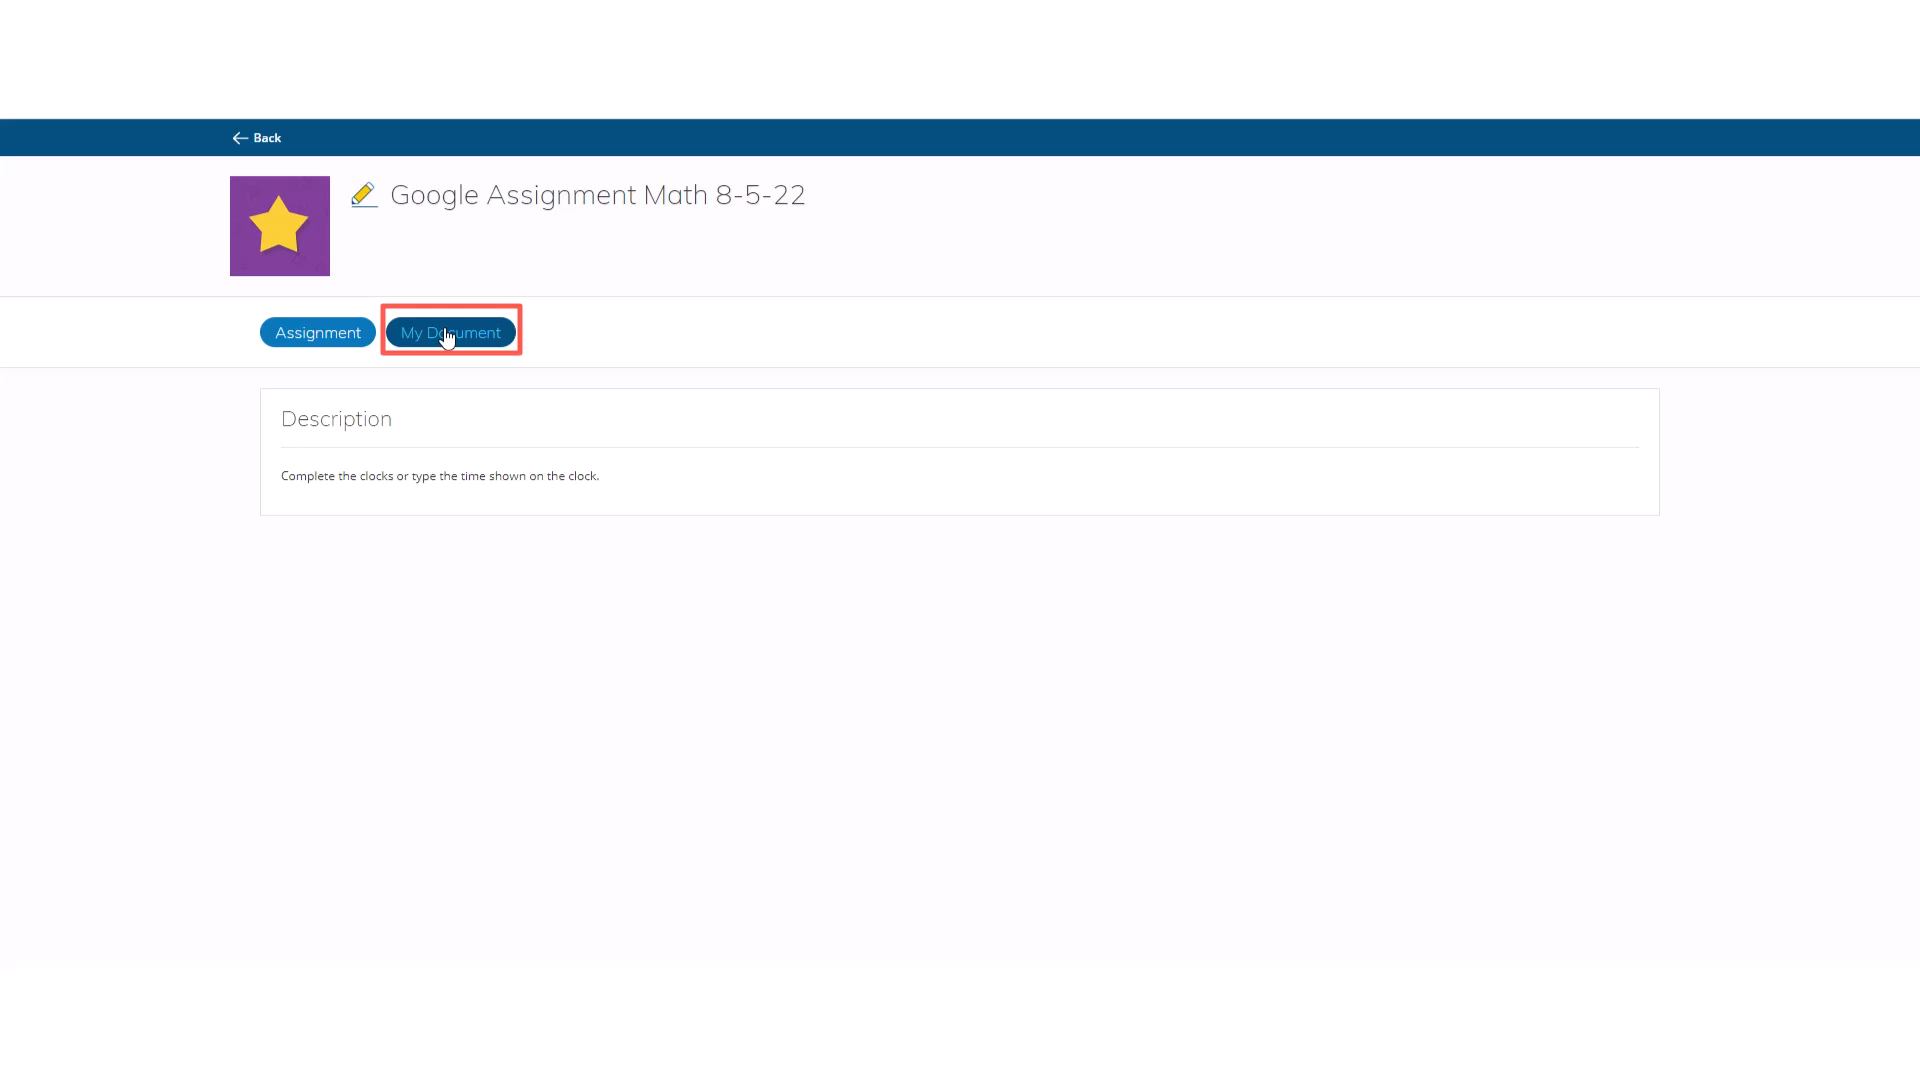 Back
Google Assignment Math 8-5-22
Assignment
My Document
Description
Complete the clocks or type the time shown on the clock.